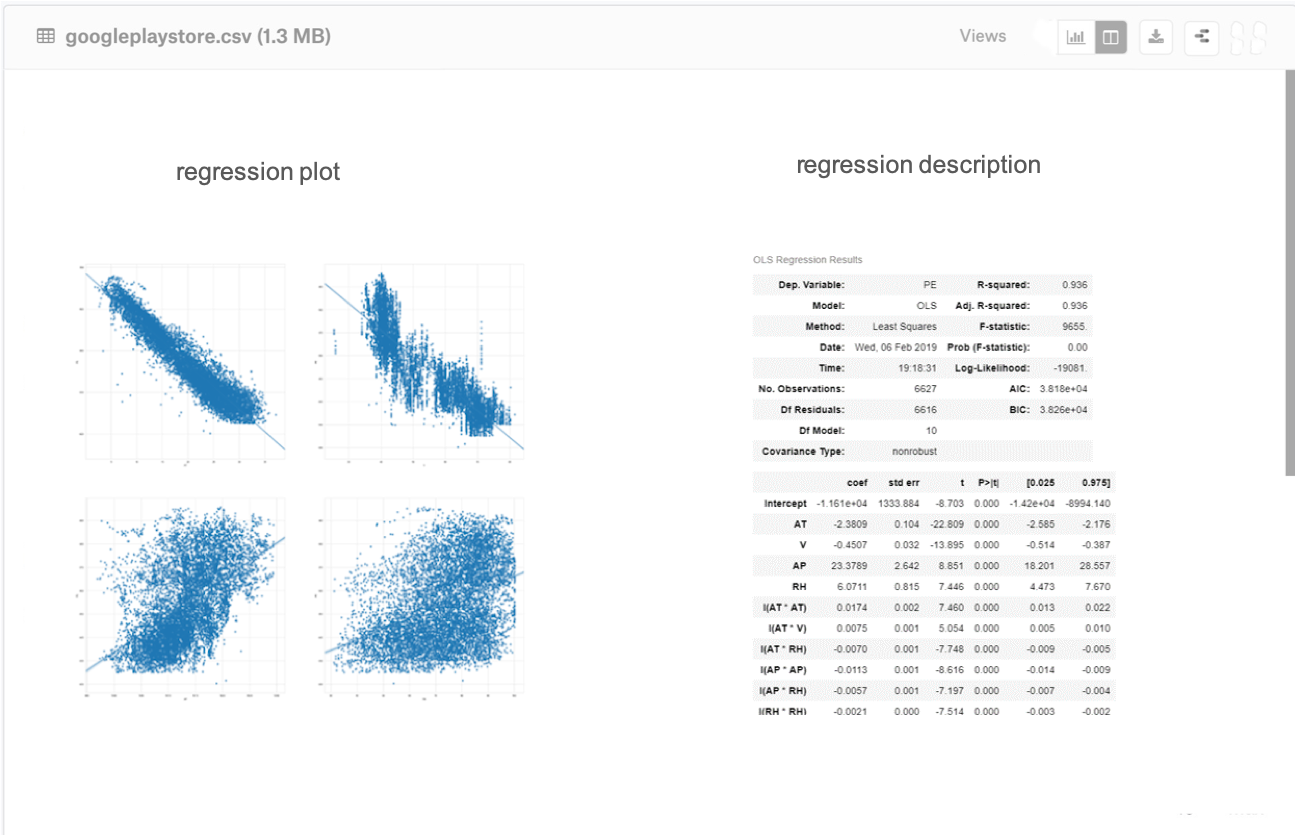 googleplaystore.csv (1.3 MB)
Views
regression plot
regression description
OLS Regression Results
Dep. Variable: PE R-squared: 0.936
Model: OLS Adj. R-squared: 0.936
Method: Least Squares F-statistic: 9655.
Date: Wed, 06 Feb 2019 Prob (F-statistic): 0.00
Time: 19:18:31 Log-Likelihood: -19081.
No. Observations: 6627 AIC: 3.818e+04
Df Residuals: 6616 BIC: 3.826e+04
Df Model: 10
Covariance Type: nonrobust
coef std err t P>|t| [0.025 0.975]
Intercept -1.161e+04 1333.884 -8.703 0.000 -1.42e+04 -8994.140
AT -2.3809 0.104 -22.809 0.000 -2.585 -2.176
V -0.4507 0.032 -13.895 0.000 -0.514 -0.387
AP 23.3789 2.642 8.851 0.000 18.201 28.557
RH 6.0711 0.815 7.446 0.000 4.473 7.670
I(AT * AT) 0.0174 0.002 7.460 0.000 0.013 0.022
I(AT * V) 0.0075 0.001 5.054 0.000 0.005 0.010
I(AT * RH) -0.0070 0.001 -7.748 0.000 -0.009 -0.005
I(AP * AP) -0.0113 0.001 -8.616 0.000 -0.014 -0.009
I(AP * RH) -0.0057 0.001 -7.197 0.000 -0.007 -0.004
I(RH * RH) -0.0021 0.000 -7.514 0.000 -0.003 -0.002